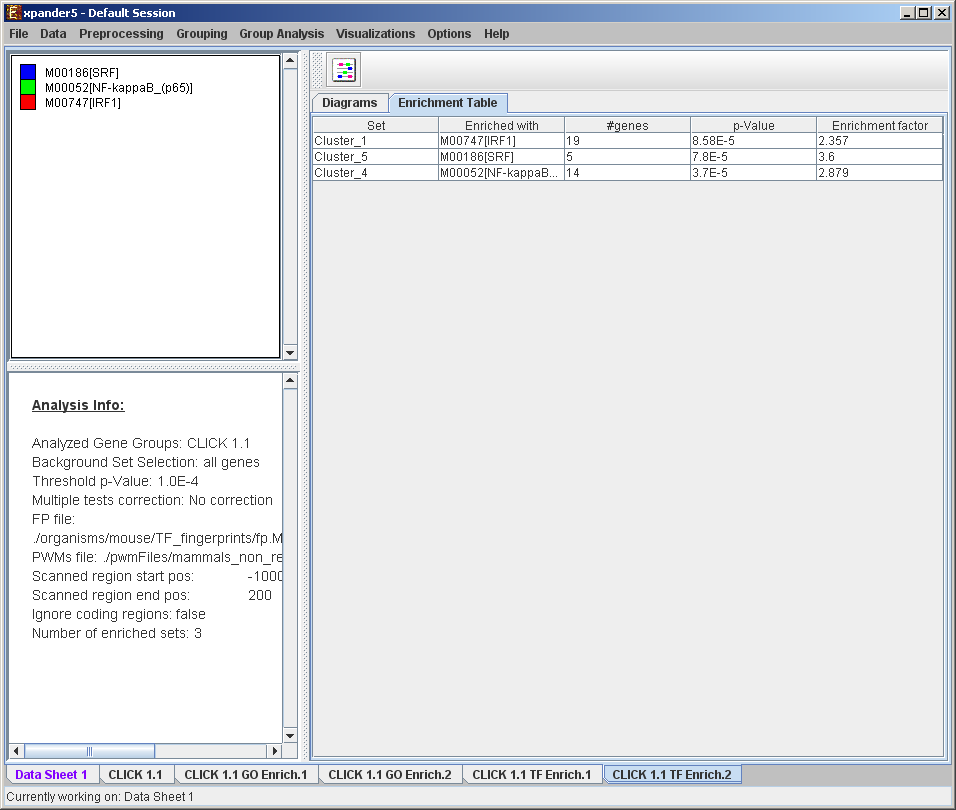 xpander5 - Default Session
File Data Preprocessing Grouping Group Analysis Visualizations Options Help
M00186[SRF]
M00052[NF-kappaB_(p65)]
M00747[IRF1]
Diagrams Enrichment Table
Set Enriched with #genes p-Value Enrichment factor
Cluster_1 M00747[IRF1] 19 8.58E-5 2.357
Cluster_5 M00186[SRF] 5 7.8E-5 3.6
Cluster_4 M00052[NF-kappaB... 14 3.7E-5 2.879
Analysis Info:
Analyzed Gene Groups: CLICK 1.1
Background Set Selection: all genes
Threshold p-Value: 1.0E-4
Multiple tests correction: No correction
FP file:
./organisms/mouse/TF_fingerprints/fp.M
PWMs file: ./pwmFiles/mammals_non_re
Scanned region start pos: -1000
Scanned region end pos: 200
Ignore coding regions: false
Number of enriched sets: 3
Data Sheet 1 CLICK 1.1 CLICK 1.1 GO Enrich.1 CLICK 1.1 GO Enrich.2 CLICK 1.1 TF Enrich.1 CLICK 1.1 TF Enrich.2
Currently working on: Data Sheet 1